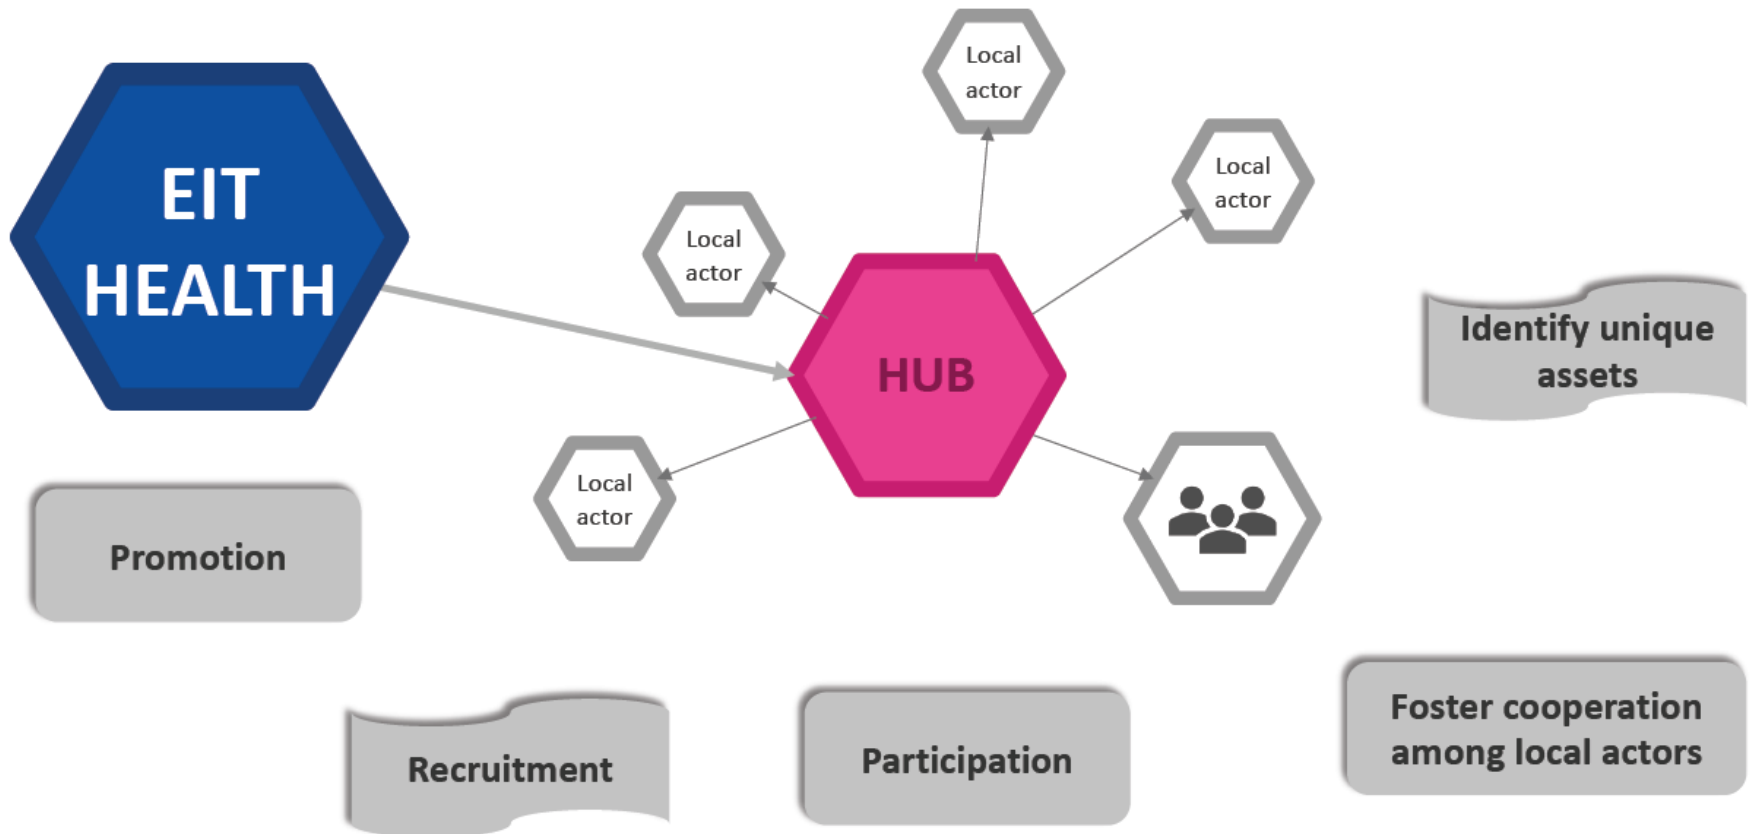 EIT
HEALTH
Local
actor
Local
actor
Local
actor
Local
actor
HUB
Identify unique
assets
Promotion
Recruitment
Participation
Foster cooperation
among local actors